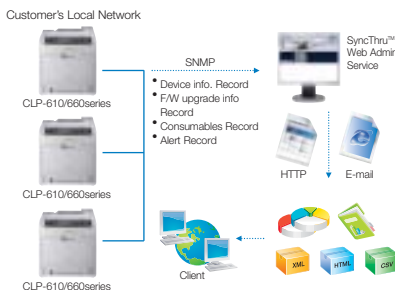 Customer's Local Network
CLP-610/660series
CLP-610/660series
CLP-610/660series
SNMP
• Device info. Record
• F/W upgrade info
Record
• Consumables Record
• Alert Record
SyncThru™
Web Admin
Service
HTTP
E-mail
Client
XML
HTML
CSV